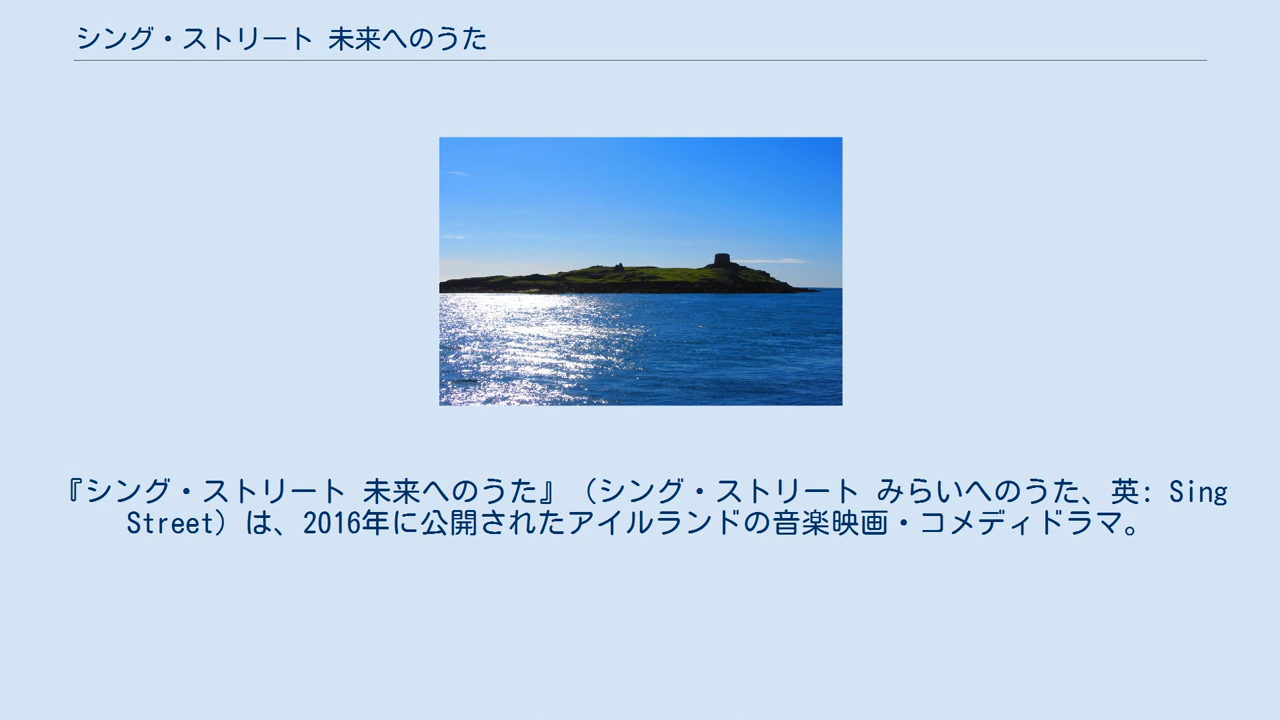 シング・ストリート 未来へのうた
『シング・ストリート 未来へのうた』（シング・ストリート みらいへのうた、英: Sing
Street）は、2016年に公開されたアイルランドの音楽映画・コメディドラマ。